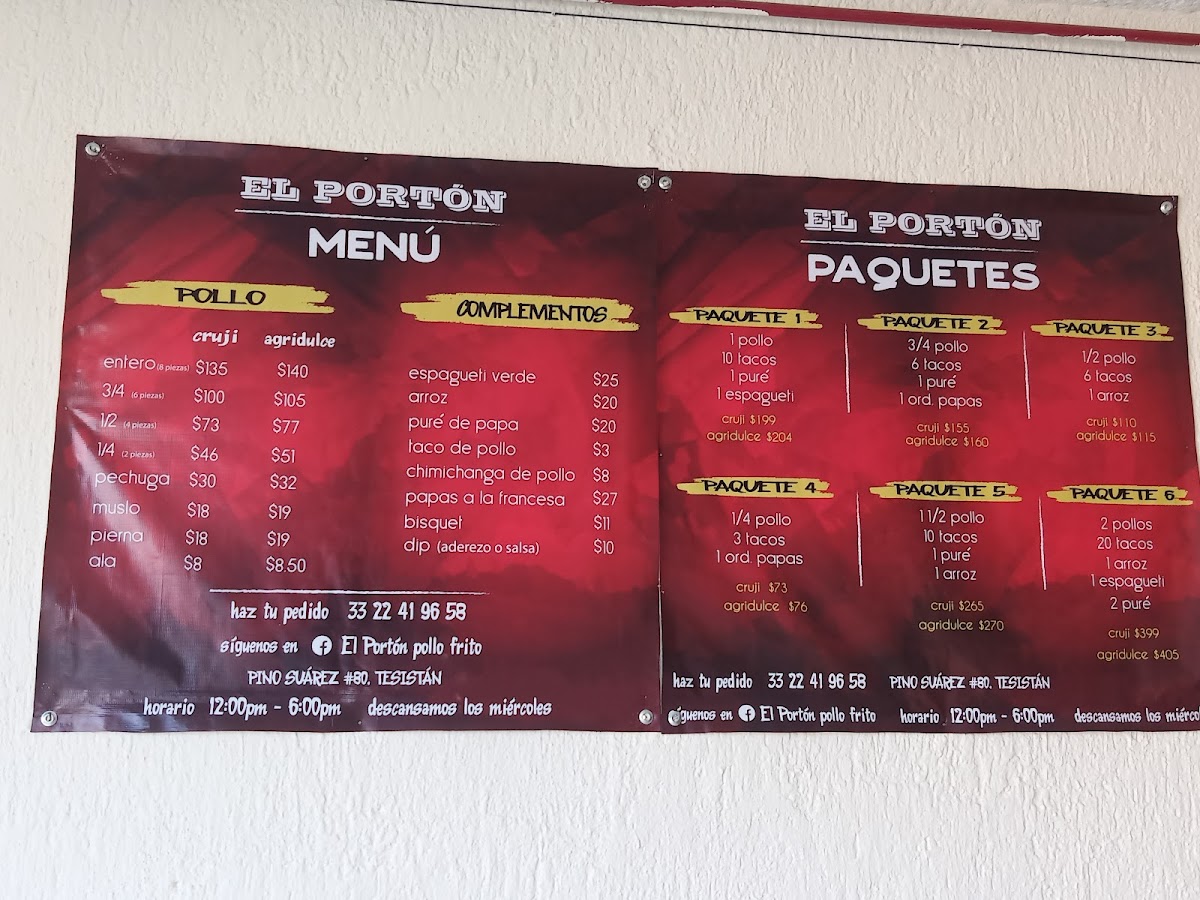 EL PORTÓN
MENÚ
POLLO
cruji agridulce
entero (8 piezas) $135 $140
3/4 (6 piezas) $100 $105
1/2 (4 piezas) $73 $77
1/4 (2 piezas) $46 $51
pechuga $30 $32
muslo $18 $19
pierna $18 $19
ala $8 $8.50
COMPLEMENTOS
espagueti verde $25
arroz $20
puré de papa $20
taco de pollo $3
chimichanga de pollo $8
papas a la francesa $27
bisquet $11
dip (aderezo o salsa) $10
haz tu pedido 33 22 41 96 58
síguenos en El Portón pollo frito
PINO SUÁREZ #80, TESISTÁN
horario 12:00pm - 6:00pm descansamos los miércoles
EL PORTÓN
PAQUETES
PAQUETE 1
1 pollo
10 tacos
1 puré
1 espagueti
cruji $199
agridulce $204
PAQUETE 2
3/4 pollo
6 tacos
1 puré
1 ord. papas
cruji $155
agridulce $160
PAQUETE 3
1/2 pollo
6 tacos
1 arroz
cruji $110
agridulce $115
PAQUETE 4
1/4 pollo
3 tacos
1 ord. papas
cruji $73
agridulce $76
PAQUETE 5
1 1/2 pollo
10 tacos
1 puré
1 arroz
cruji $265
agridulce $270
PAQUETE 6
2 pollos
20 tacos
1 arroz
1 espagueti
2 puré
cruji $399
agridulce $405
haz tu pedido 33 22 41 96 58 PINO SUÁREZ #80, TESISTÁN
síguenos en El Portón pollo frito horario 12:00pm - 6:00pm descansamos los miérco